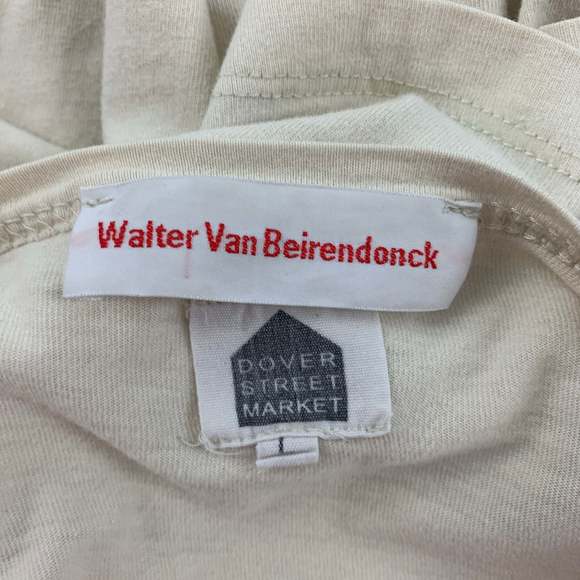 Walter Van Beirendonck
DOVER
STREET
MARKET